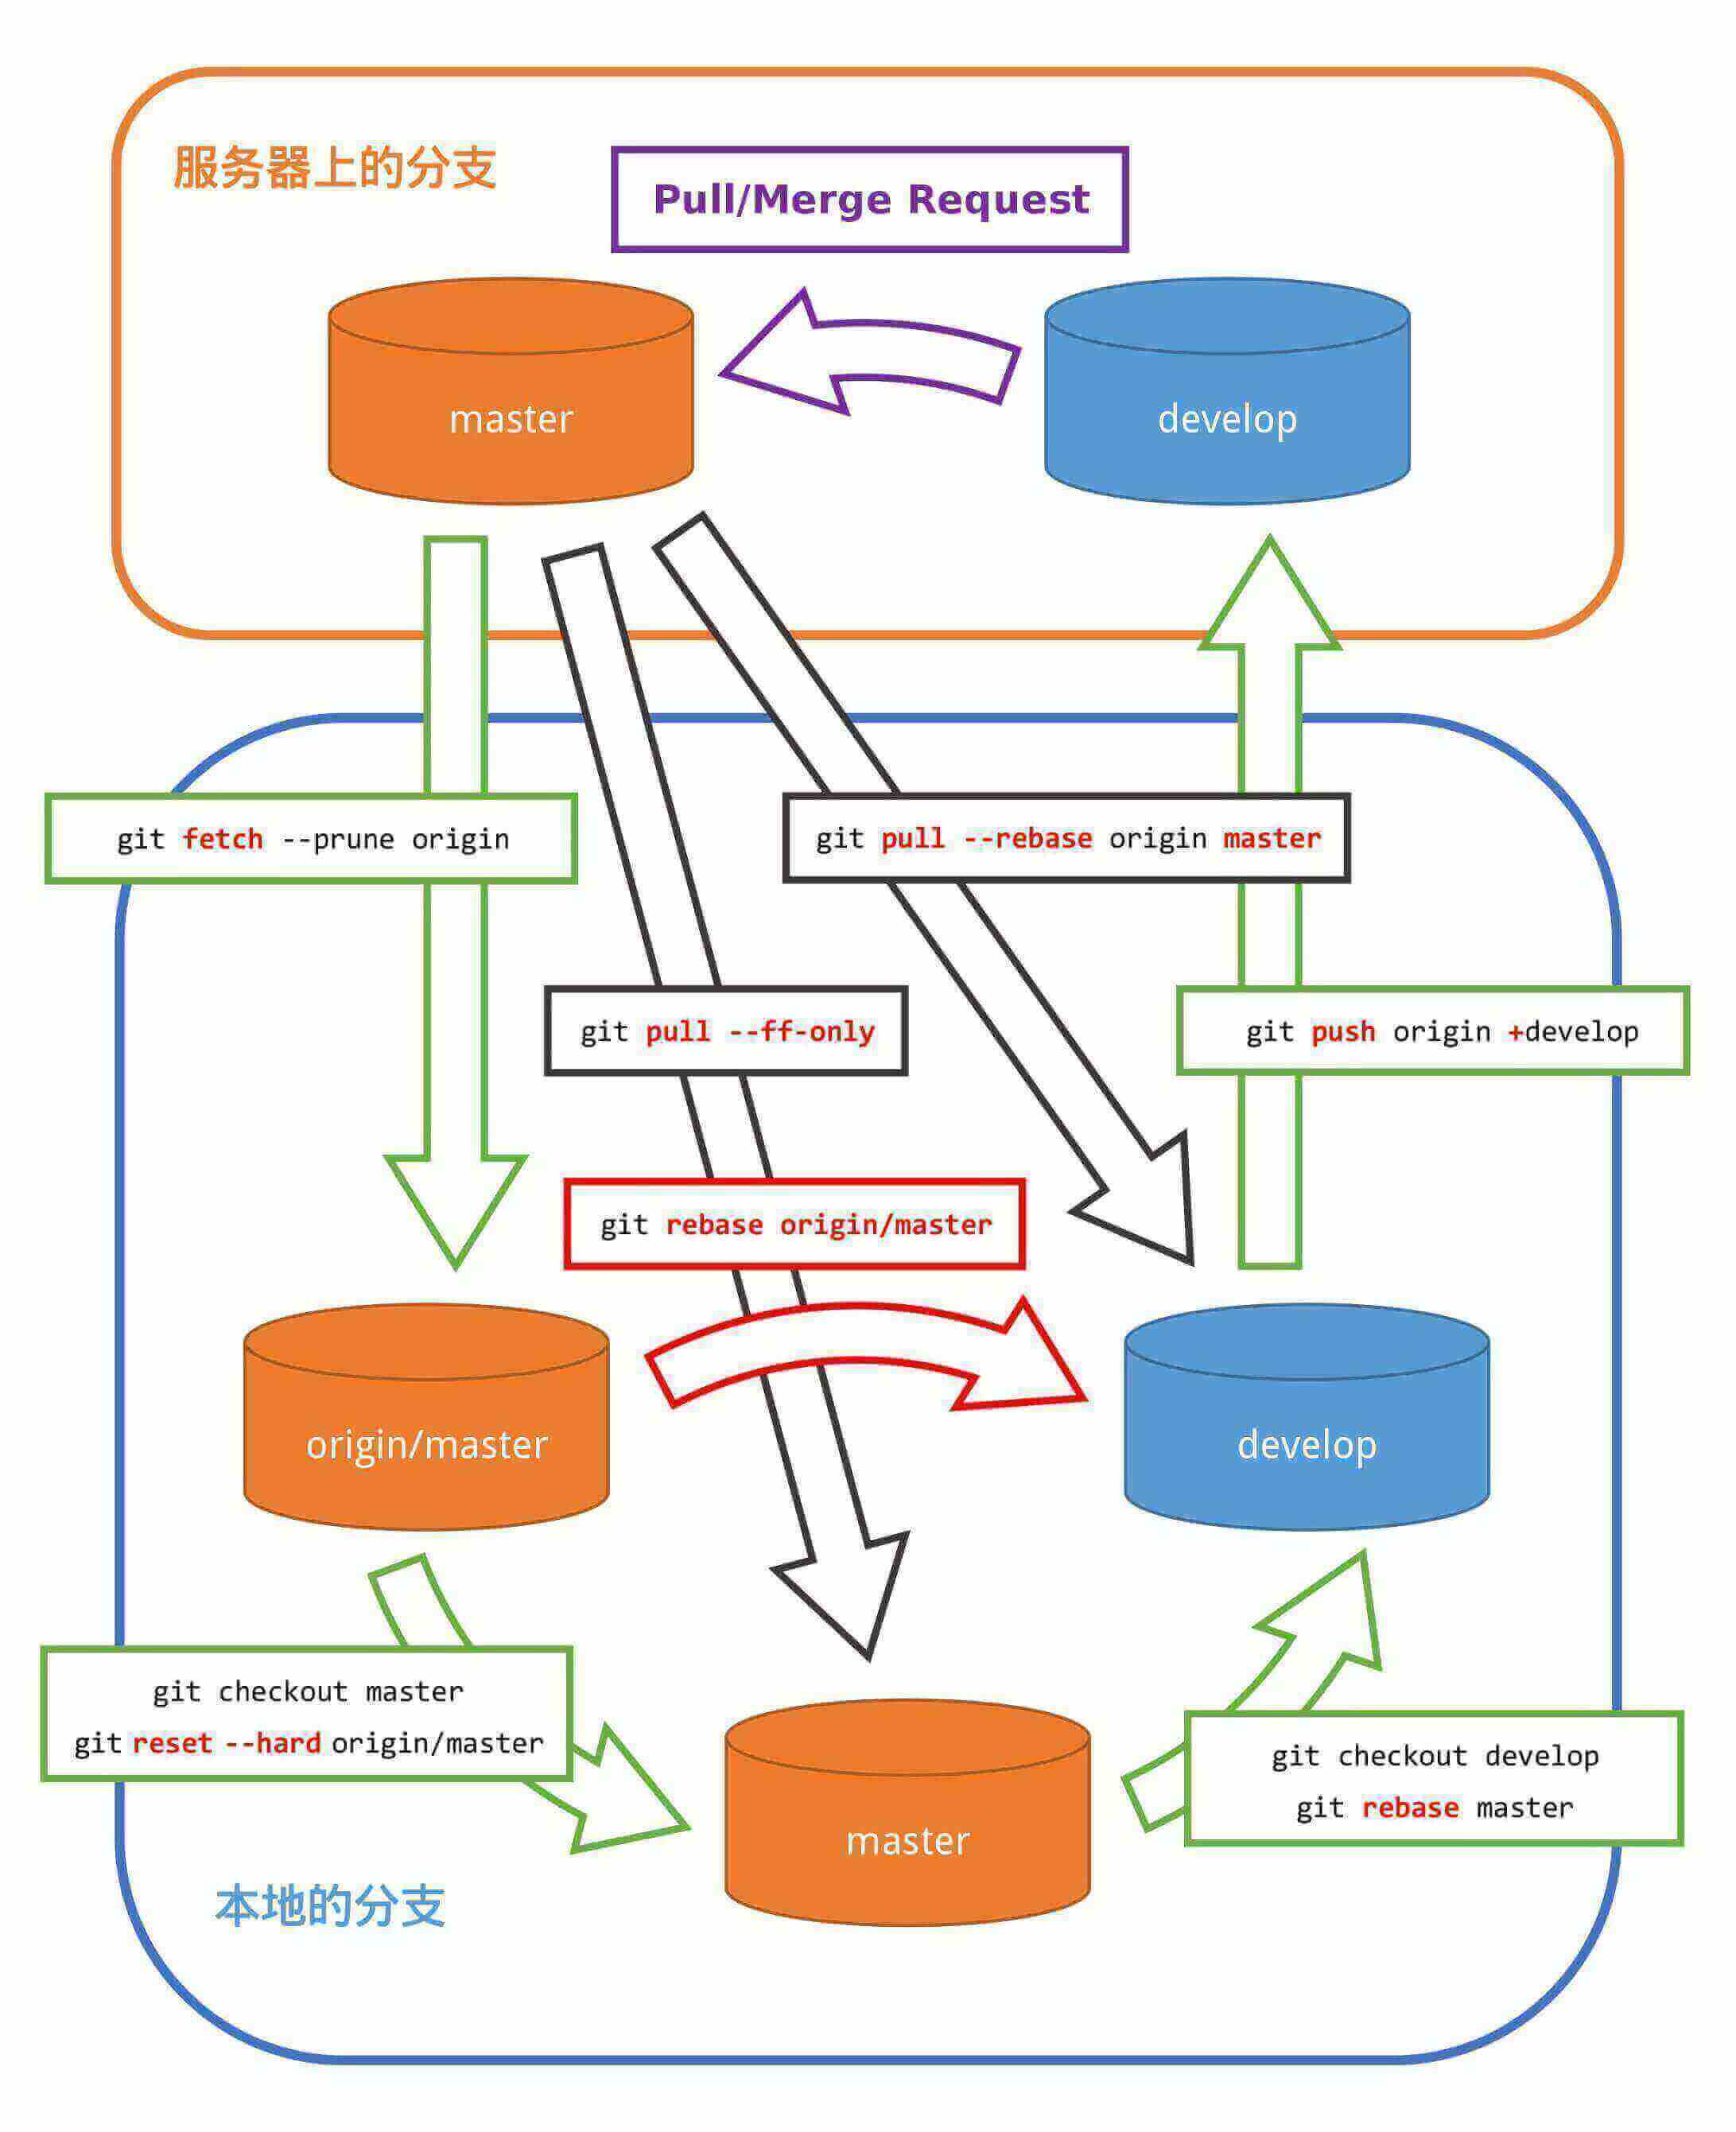 服务器上的分支
Pull/Merge Request
master
develop
git fetch --prune origin
git pull --rebase origin master
git pull --ff-only
git push origin +develop
git rebase origin/master
origin/master
develop
git checkout master
git reset --hard origin/master
master
git checkout develop
git rebase master
本地的分支